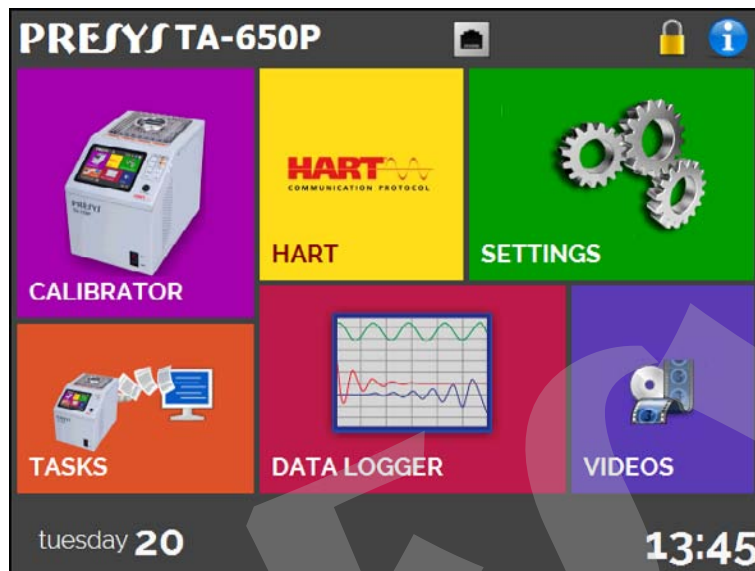 PRESYS TA-650P
CALIBRATOR
HART
COMMUNICATION PROTOCOL
HART
SETTINGS
TASKS
DATA LOGGER
VIDEOS
tuesday 20
13:45